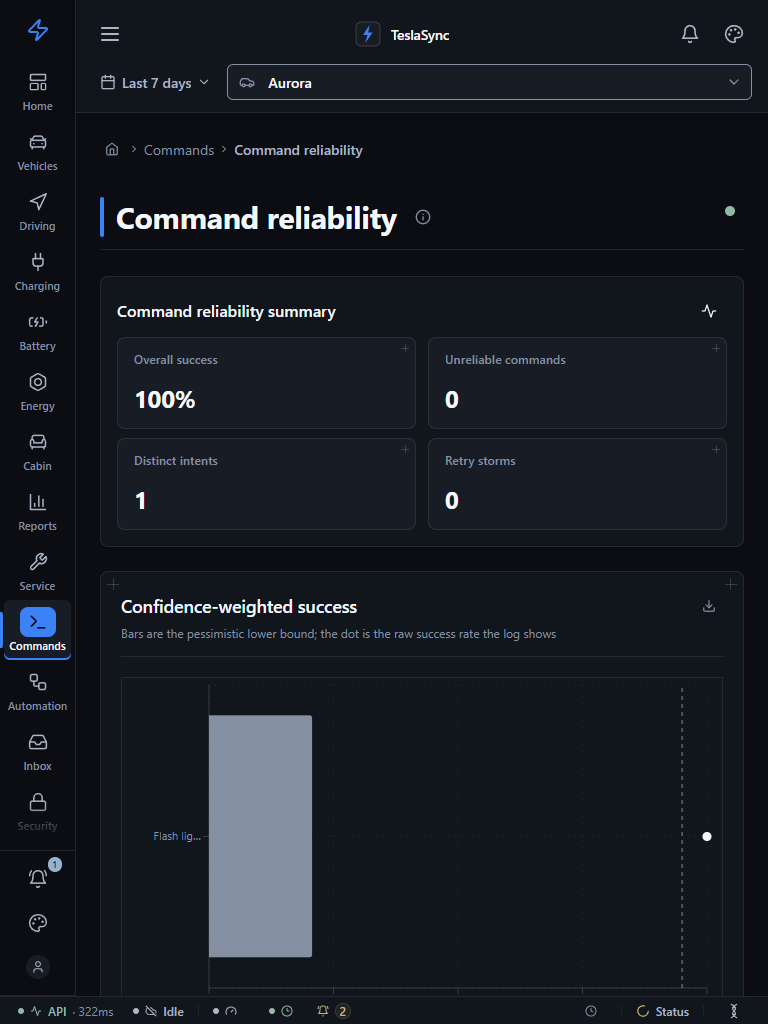 TeslaSync
Last 7 days
Aurora
Home
Vehicles
Driving
Charging
Battery
Energy
Cabin
Reports
Service
Commands
Automation
Inbox
Security
1
Commands
Command reliability
Command reliability
Command reliability summary
Overall success
100%
Unreliable commands
0
Distinct intents
1
Retry storms
0
Confidence-weighted success
Bars are the pessimistic lower bound; the dot is the raw success rate the log shows
Flash lig...
API · 322ms
Idle
2
Status